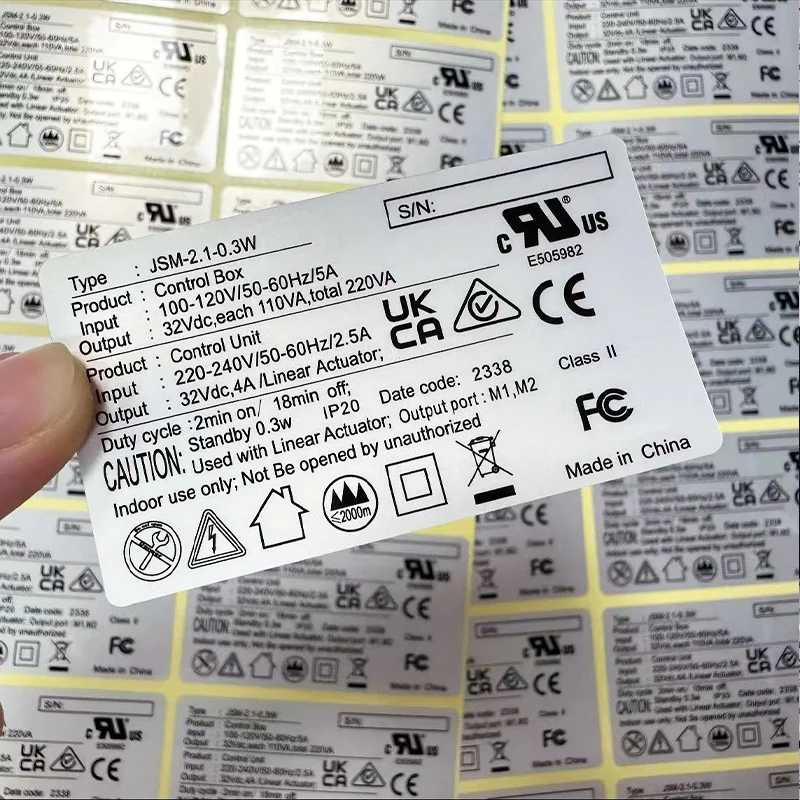 S/N:
Type : JSM-2.1-0.3W
Product : Control Box
Input : 100-120V/50-60Hz/5A
Output : 32Vdc,each 110VA,total 220VA
c RU ® US
E505982
Product : Control Unit
Input : 220-240V/50-60Hz/2.5A
Output : 32Vdc,4A /Linear Actuator;
UK
CA
CE
Duty cycle :2min on/ 18min off;
Standby 0.3w IP20 Date code: 2338 Class II
CAUTION: Used with Linear Actuator; Output port : M1,M2
Indoor use only; Not Be opened by unauthorized
FC
Do not open
≤2000m
Made in China